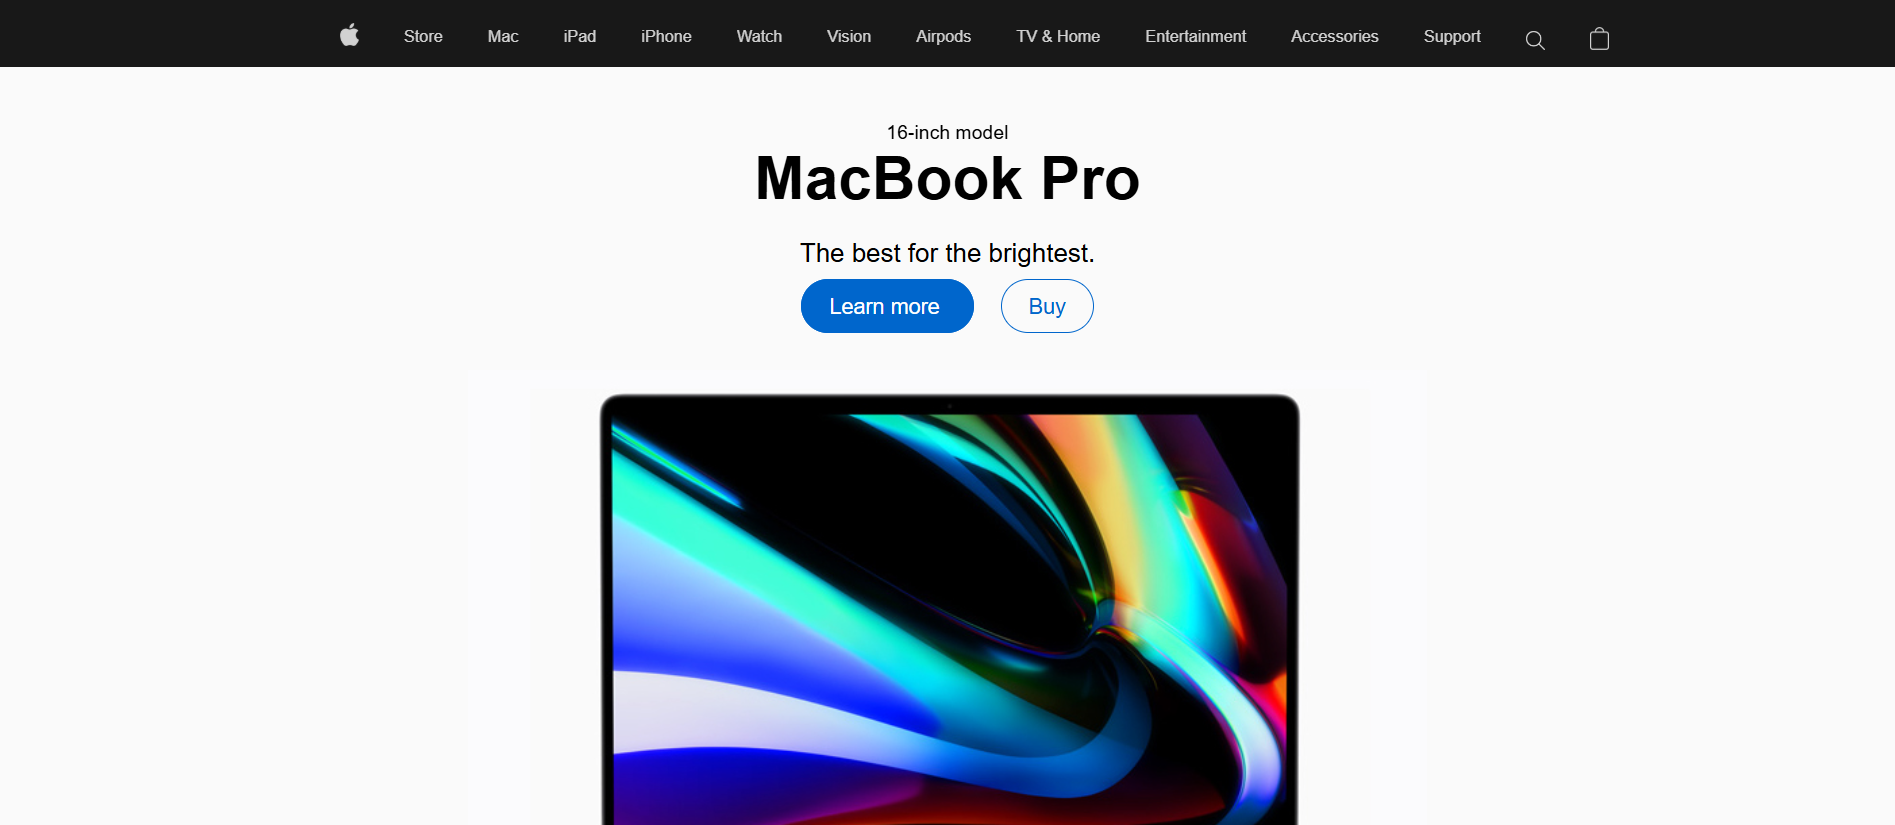 Store Mac iPad iPhone Watch Vision Airpods TV & Home Entertainment Accessories Support
16-inch model
MacBook Pro
The best for the brightest.
Learn more Buy